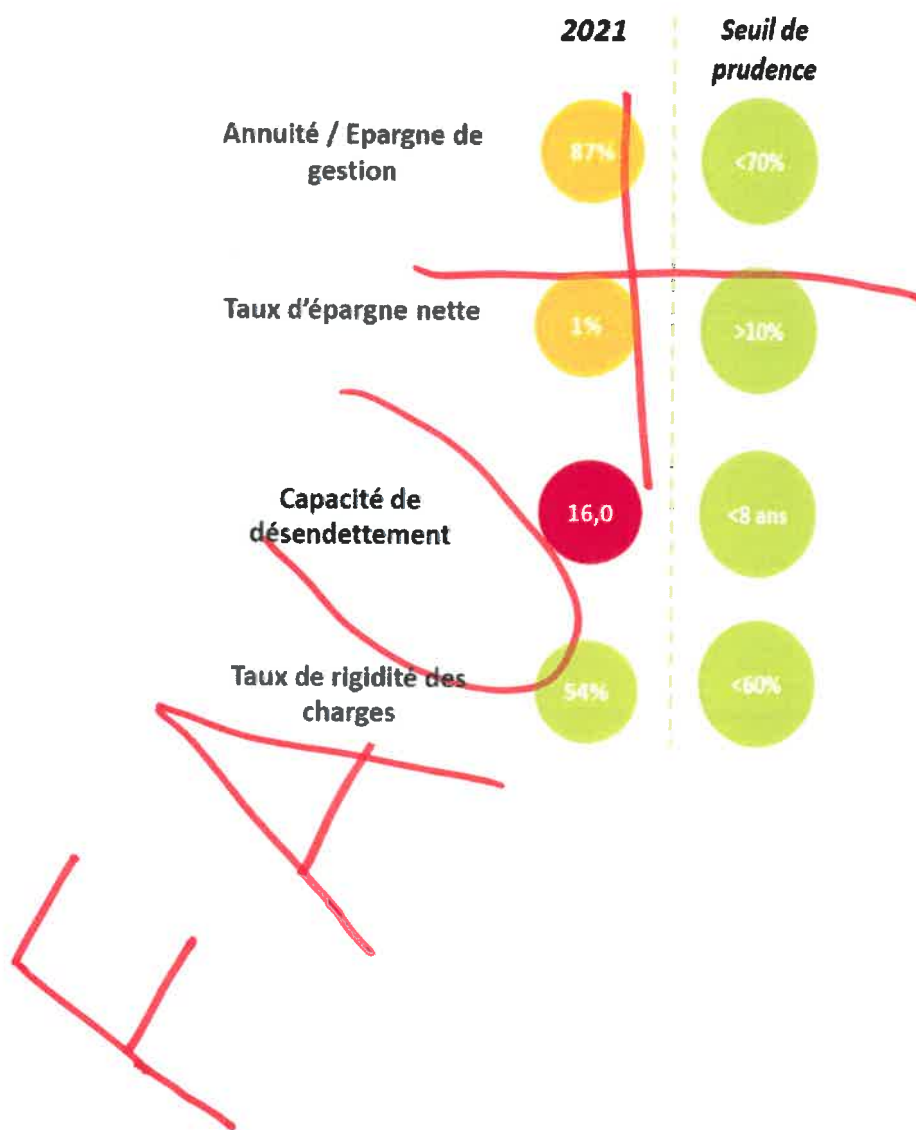 2021
Seuil de
prudence
Annuité / Epargne de
gestion
87%
<70%
Taux d'épargne nette
1%
>10%
Capacité de
désendettement
16,0
<8 ans
Taux de rigidité des
charges
54%
<60%
FAUX